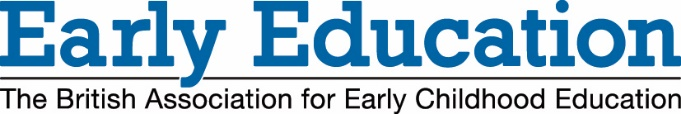 Early Education
The British Association for Early Childhood Education